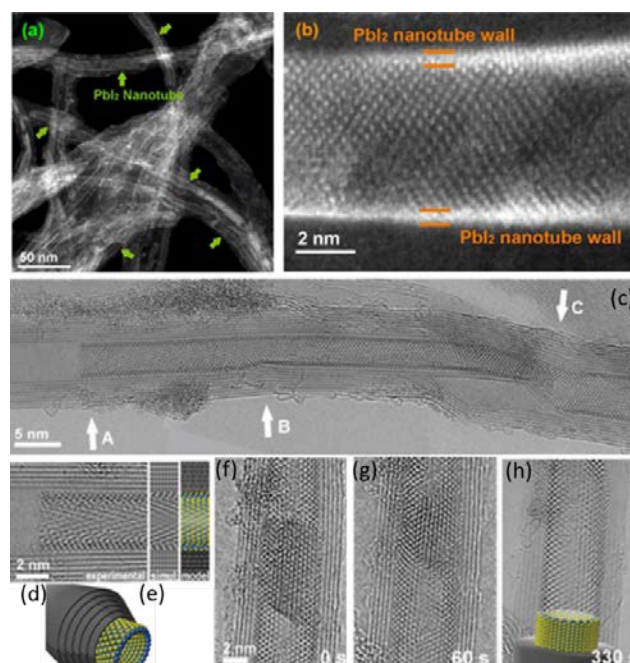 (a)
PbI₂ Nanotube
50 nm
(b)
PbI₂ nanotube wall
PbI₂ nanotube wall
2 nm
(c)
A
B
C
5 nm
2 nm
experimental
model
(d)
(e)
(f)
2 nm
0 s
(g)
60 s
(h)
330 s